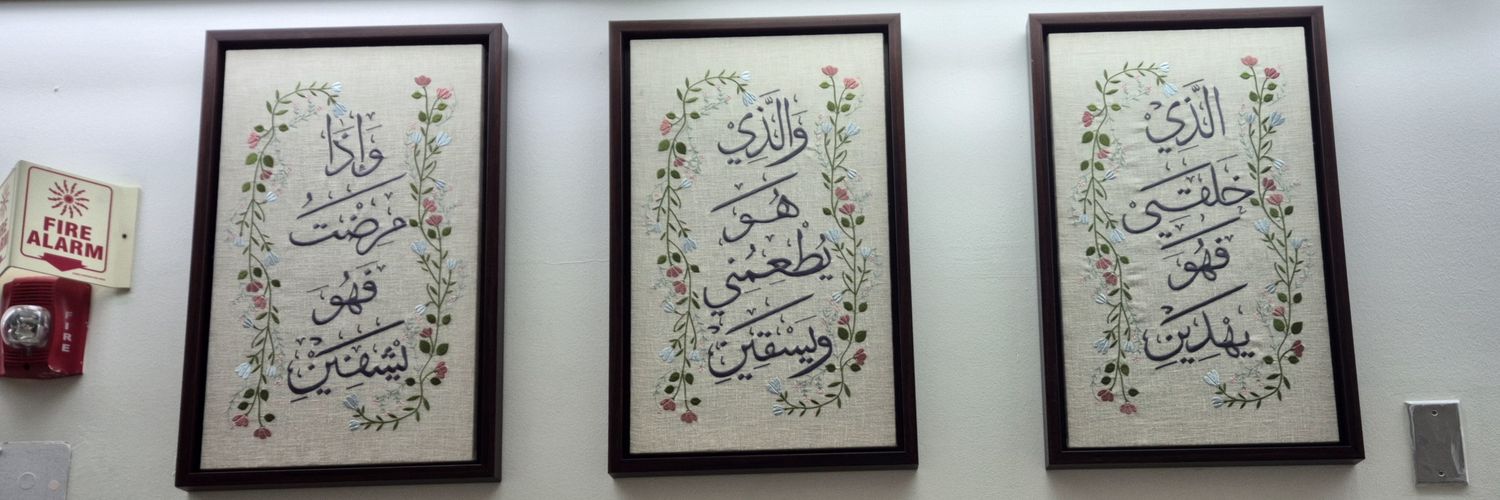 الَّذِي
خَلَقَنِي
فَهُوَ
يَهْدِينِ
وَالَّذِي
هُوَ
يُطْعِمُنِي
وَيَسْقِينِ
وَإِذَا
مَرِضْتُ
فَهُوَ
يَشْفِينِ
FIRE
ALARM
FIRE